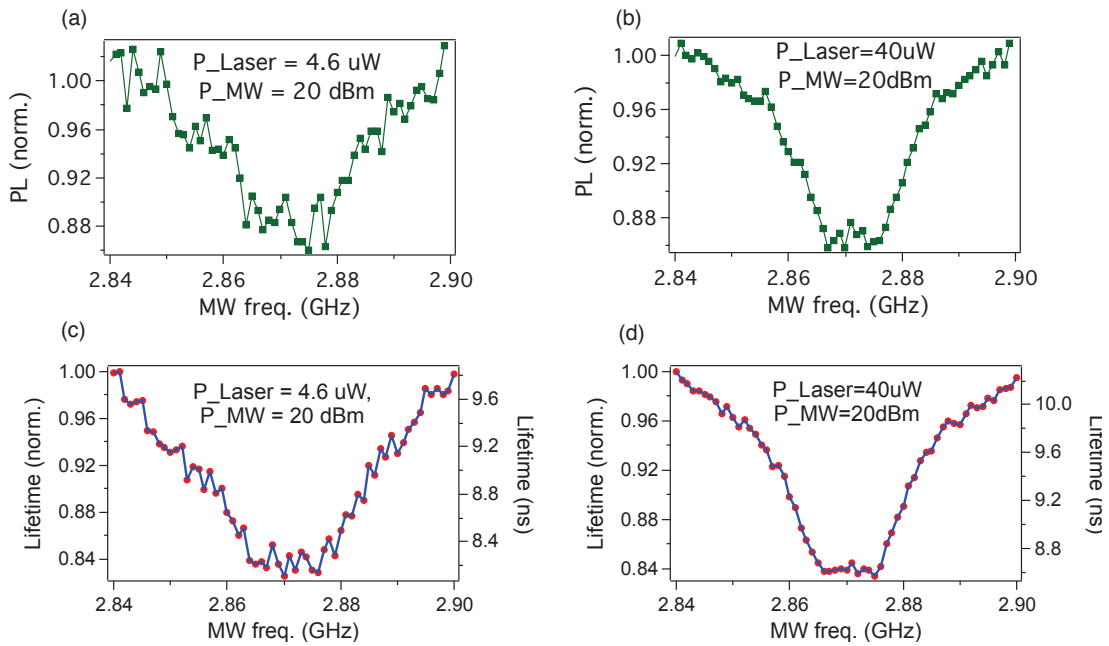 (a)
P_Laser = 4.6 uW
P_MW = 20 dBm
PL (norm.)
1.00
0.96
0.92
0.88
2.84
2.86
2.88
2.90
MW freq. (GHz)
(b)
P_Laser=40uW
P_MW=20dBm
PL (norm.)
1.00
0.96
0.92
0.88
2.84
2.86
2.88
2.90
MW freq. (GHz)
(c)
P_Laser = 4.6 uW,
P_MW = 20 dBm
Lifetime (norm.)
1.00
0.96
0.92
0.88
0.84
9.6
9.2
8.8
8.4
Lifetime (ns)
2.84
2.86
2.88
2.90
MW freq. (GHz)
(d)
P_Laser=40uW
P_MW=20dBm
Lifetime (norm.)
1.00
0.96
0.92
0.88
0.84
10.0
9.6
9.2
8.8
Lifetime (ns)
2.84
2.86
2.88
2.90
MW freq. (GHz)